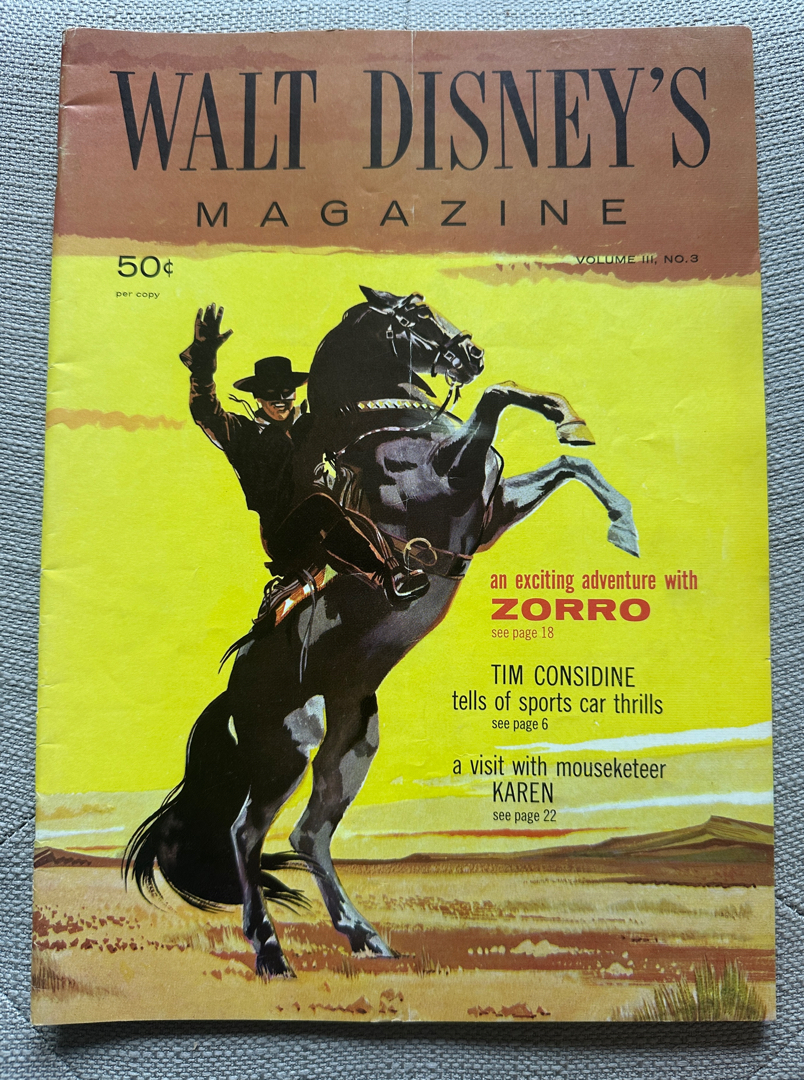 WALT DISNEY'S
MAGAZINE
50¢
per copy
VOLUME III, NO.3
an exciting adventure with
ZORRO
see page 18
TIM CONSIDINE
tells of sports car thrills
see page 6
a visit with mouseketeer
KAREN
see page 22